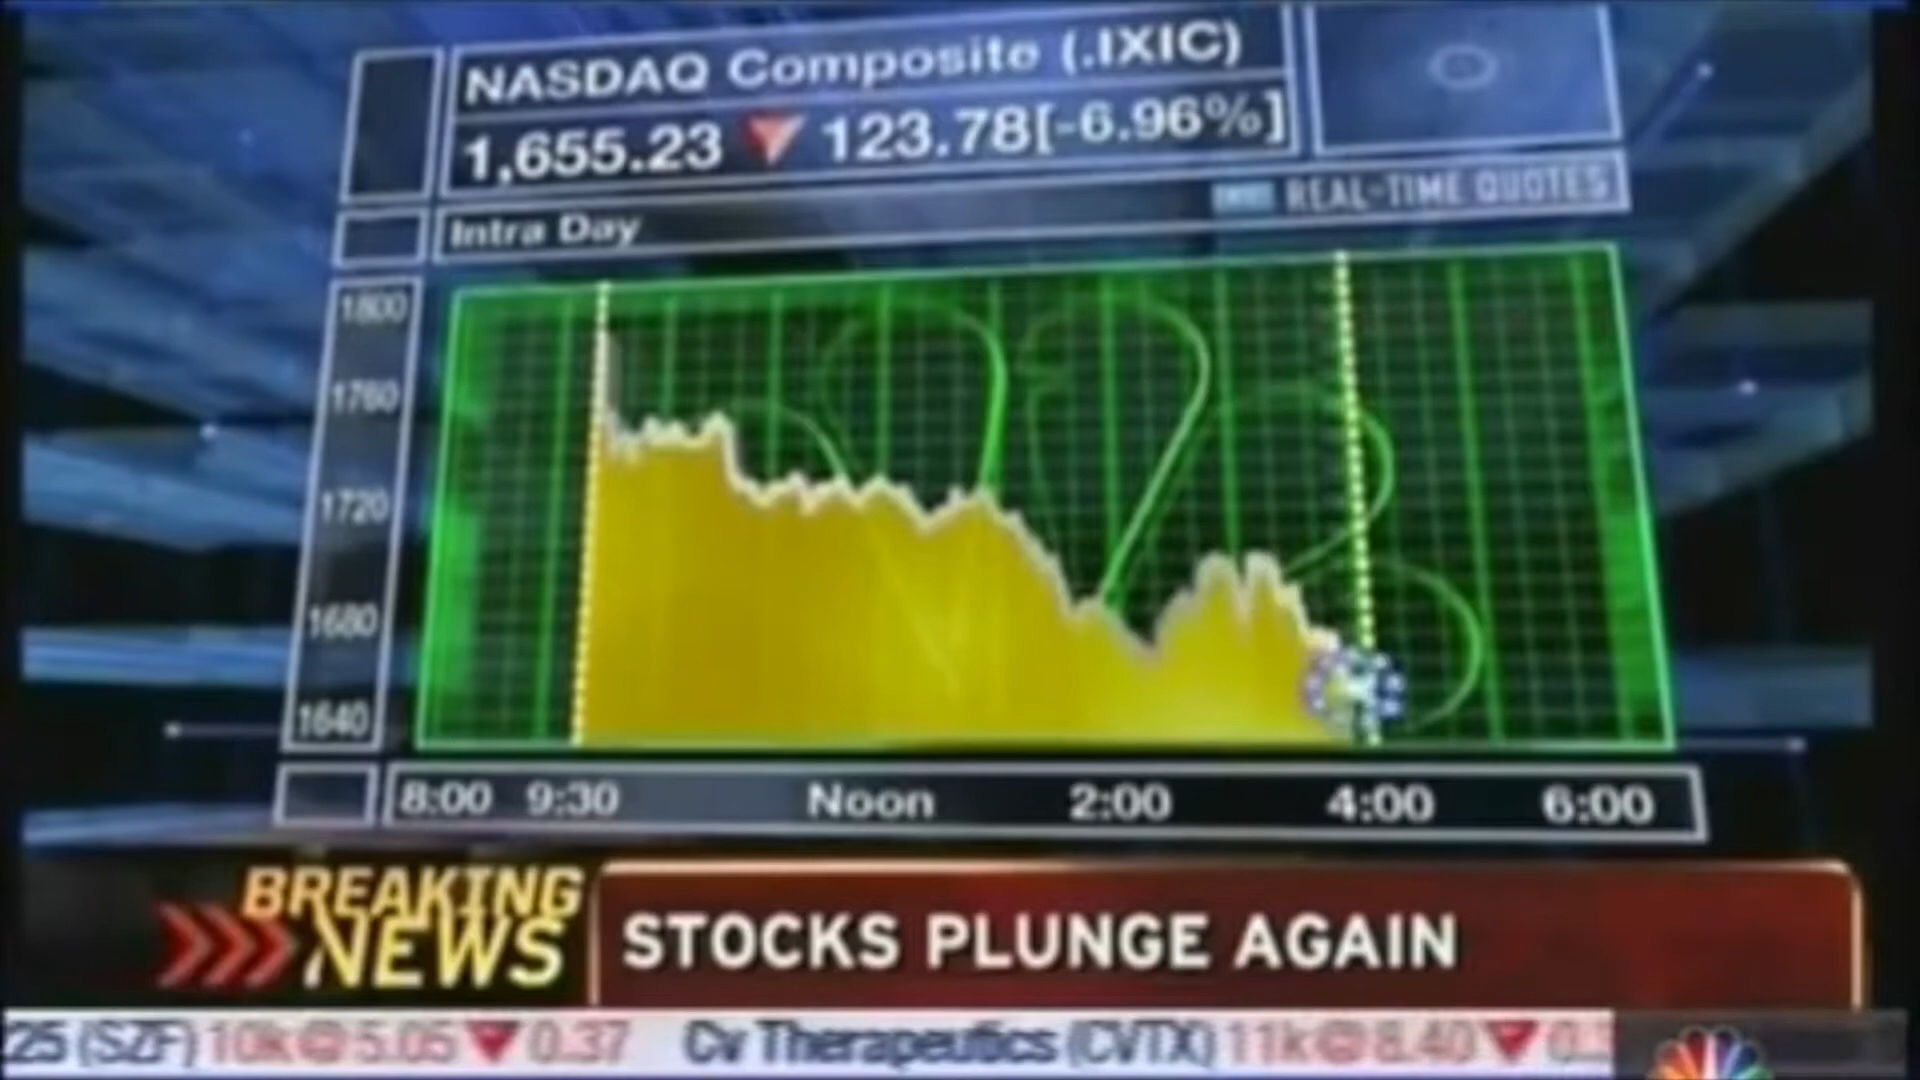 NASDAQ Composite (.IXIC)
1,655.23 ▼ 123.78[-6.96%]
REAL-TIME QUOTES
Intra Day
1800
1760
1720
1680
1640
8:00 9:30 Noon 2:00 4:00 6:00
BREAKING NEWS
STOCKS PLUNGE AGAIN
25 (SZF) 10k@5.05▼0.37 Cv Therapeutics (CVTX) 11k@8.40▼0.